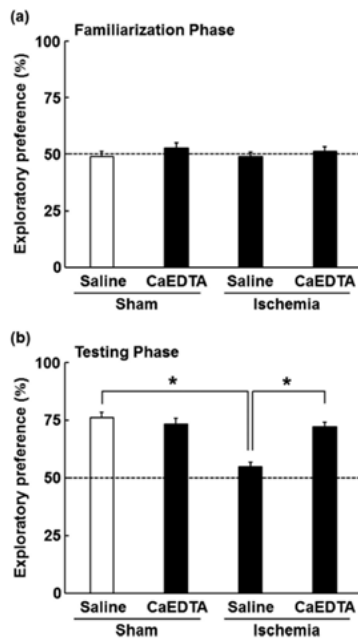 (a)
Familiarization Phase
Exploratory preference (%)
100
75
50
25
0
Saline CaEDTA Saline CaEDTA
Sham Ischemia
(b)
Testing Phase
Exploratory preference (%)
100
75
50
25
0
* *
Saline CaEDTA Saline CaEDTA
Sham Ischemia